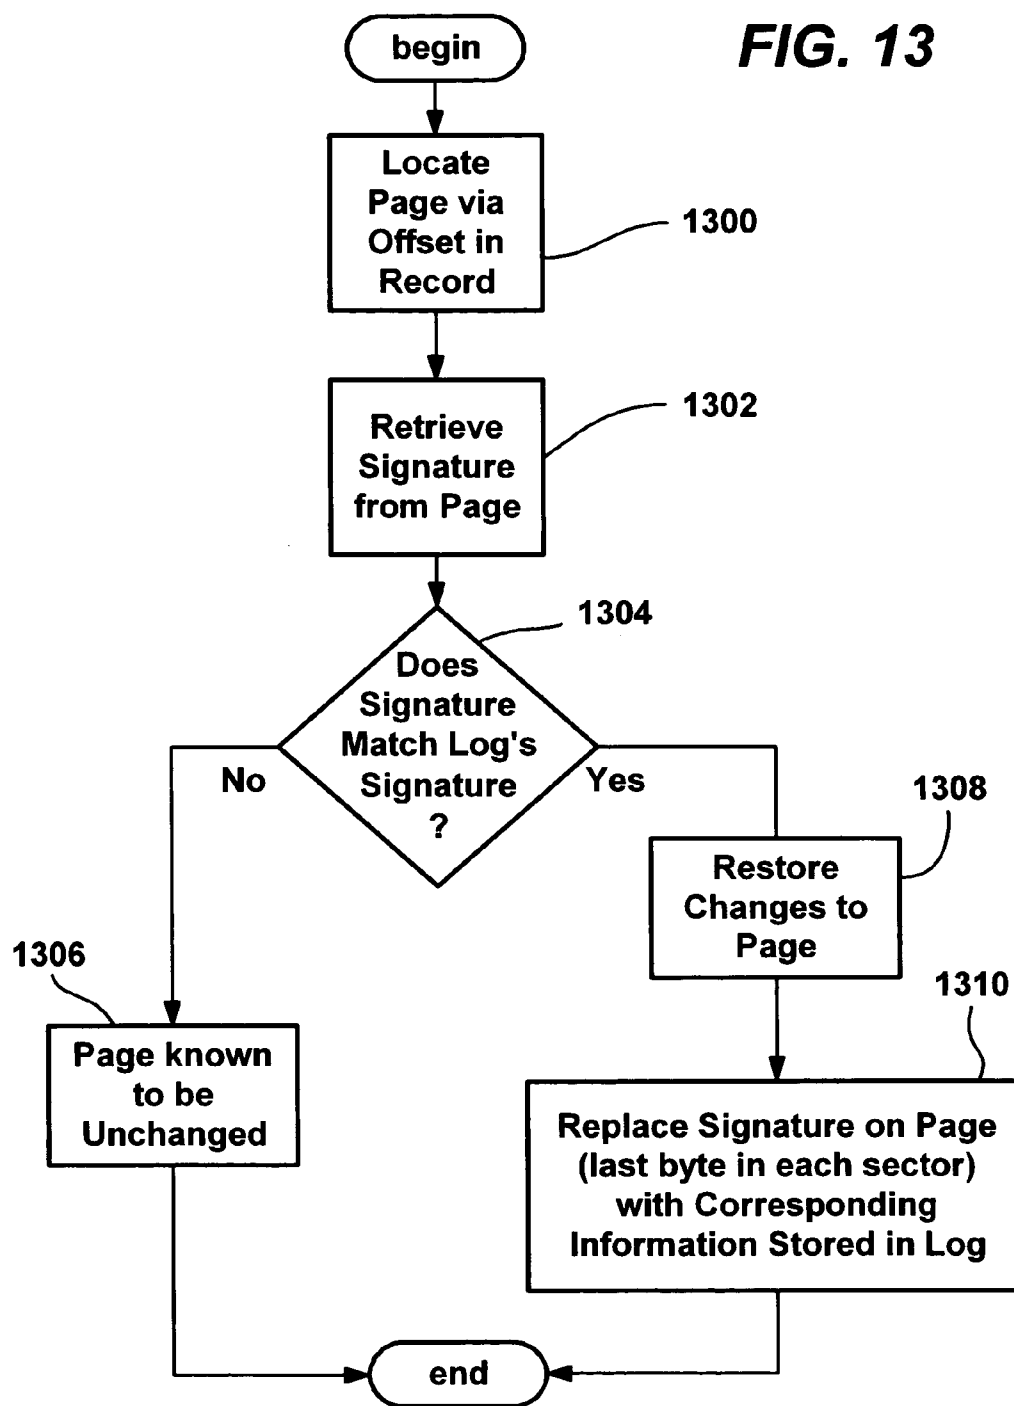 FIG. 13
begin
Locate
Page via
Offset in
Record
1300
Retrieve
Signature
from Page
1302
1304
Does
Signature
Match Log's
Signature
?
No
Yes
1308
Restore
Changes to
Page
1306
Page known
to be
Unchanged
1310
Replace Signature on Page
(last byte in each sector)
with Corresponding
Information Stored in Log
end